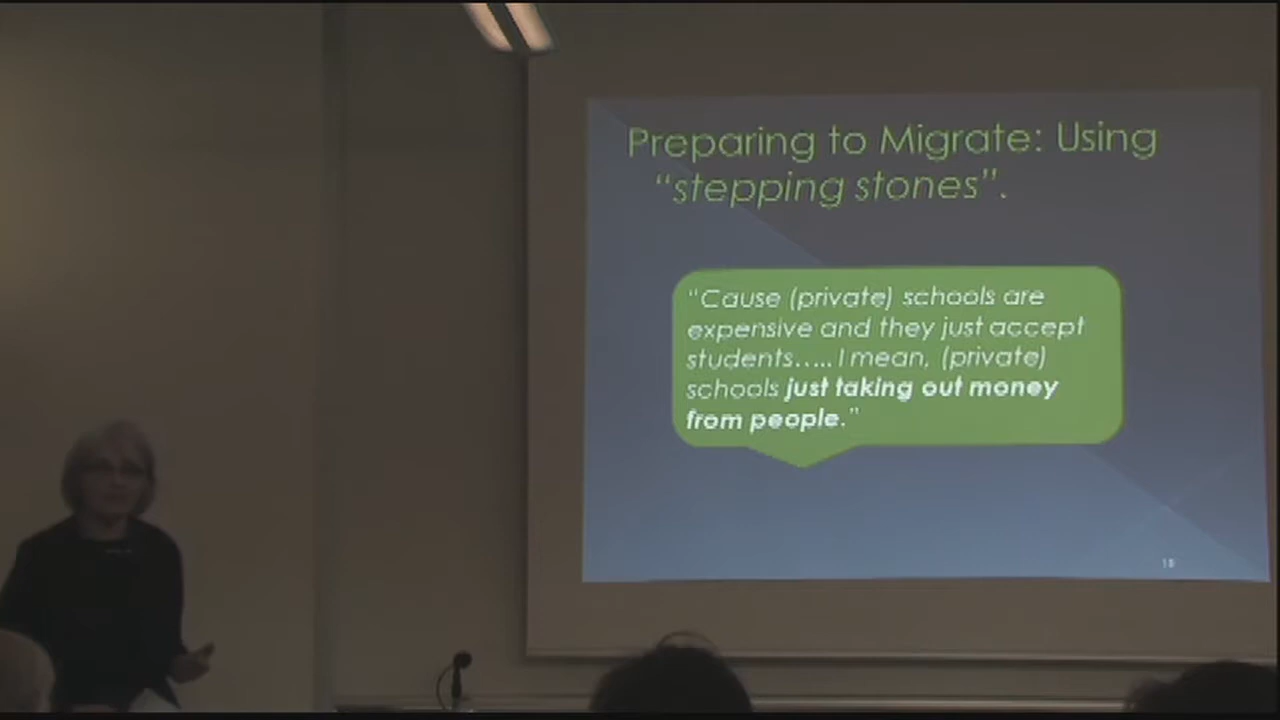 Preparing to Migrate: Using
“stepping stones”.
“Cause (private) schools are
expensive and they just accept
students..... I mean, (private)
schools just taking out money
from people.”
18